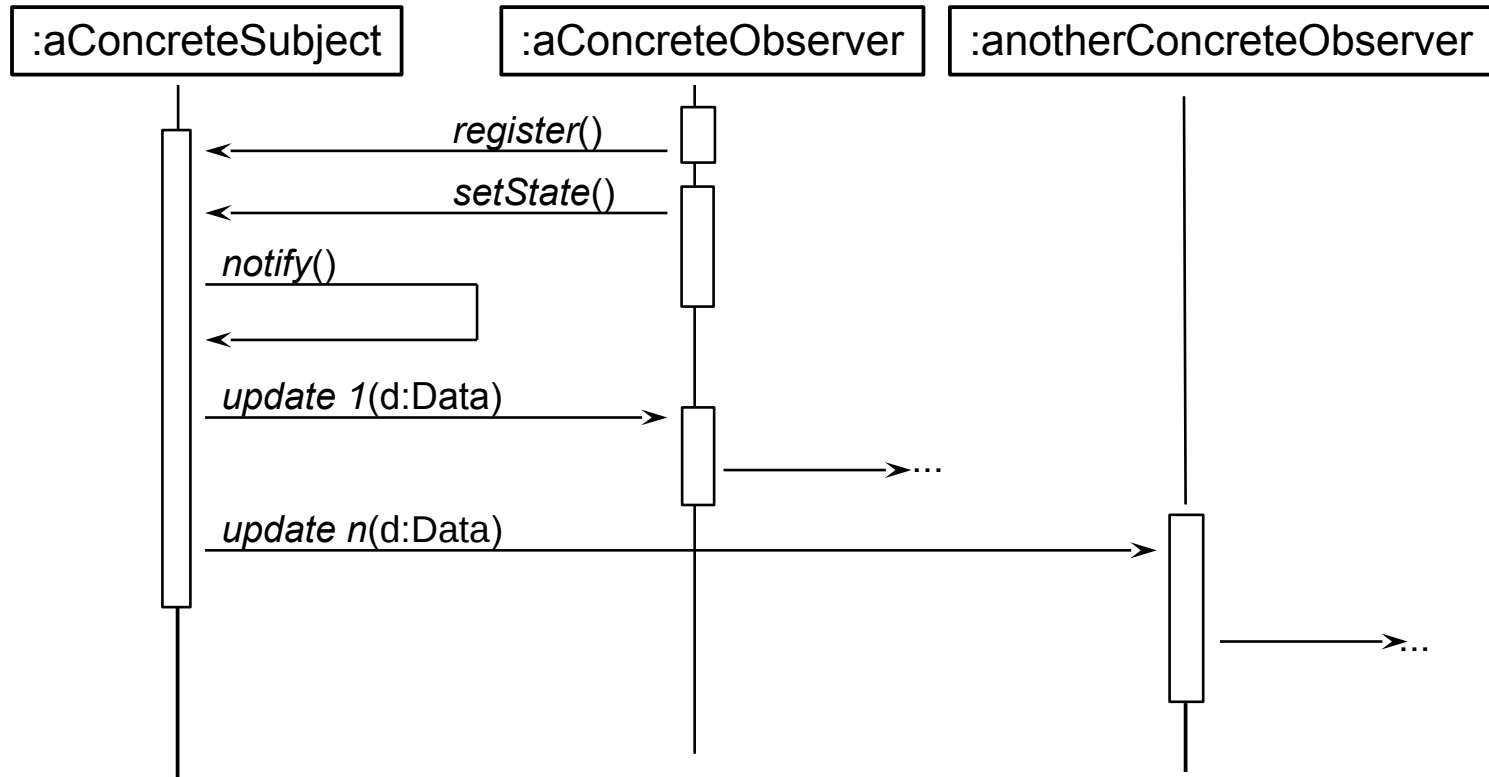 :aConcreteSubject
:aConcreteObserver
:anotherConcreteObserver
register()
setState()
notify()
update 1(d:Data)
...
update n(d:Data)
...